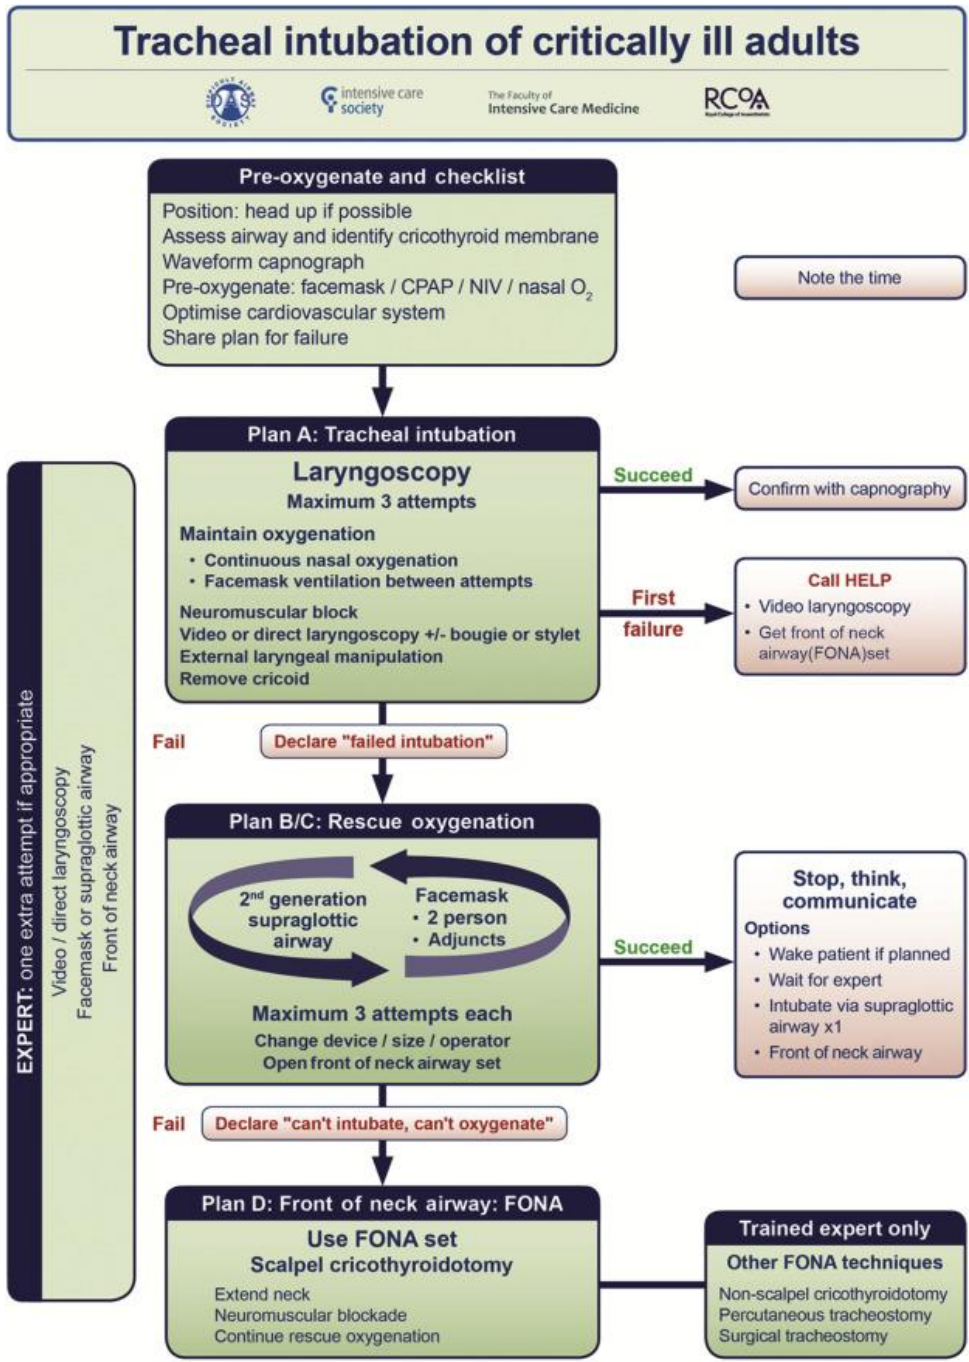 Tracheal intubation of critically ill adults
DIFFICULT AIRWAY
DAS
SOCIETY
intensive care
society
The Faculty of
Intensive Care Medicine
RCOA
Royal College of Anaesthetists
Pre-oxygenate and checklist
Position: head up if possible
Assess airway and identify cricothyroid membrane
Waveform capnograph
Pre-oxygenate: facemask / CPAP / NIV / nasal O2
Optimise cardiovascular system
Share plan for failure
Note the time
Plan A: Tracheal intubation
Laryngoscopy
Maximum 3 attempts
Maintain oxygenation
• Continuous nasal oxygenation
• Facemask ventilation between attempts
Neuromuscular block
Video or direct laryngoscopy +/- bougie or stylet
External laryngeal manipulation
Remove cricoid
Succeed
Confirm with capnography
First
failure
Call HELP
• Video laryngoscopy
• Get front of neck
airway(FONA)set
Fail
Declare "failed intubation"
EXPERT: one extra attempt if appropriate
Video / direct laryngoscopy
Facemask or supraglottic airway
Front of neck airway
Plan B/C: Rescue oxygenation
2nd generation
supraglottic
airway
Facemask
• 2 person
• Adjuncts
Maximum 3 attempts each
Change device / size / operator
Open front of neck airway set
Succeed
Stop, think,
communicate
Options
• Wake patient if planned
• Wait for expert
• Intubate via supraglottic
airway x1
• Front of neck airway
Fail
Declare "can't intubate, can't oxygenate"
Plan D: Front of neck airway: FONA
Use FONA set
Scalpel cricothyroidotomy
Extend neck
Neuromuscular blockade
Continue rescue oxygenation
Trained expert only
Other FONA techniques
Non-scalpel cricothyroidotomy
Percutaneous tracheostomy
Surgical tracheostomy